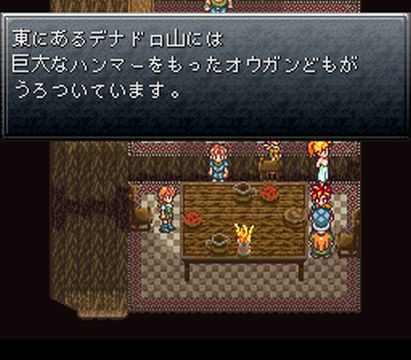 東にあるデナドロ山には
巨大なハンマーをもったオウガンどもが
うろついています。